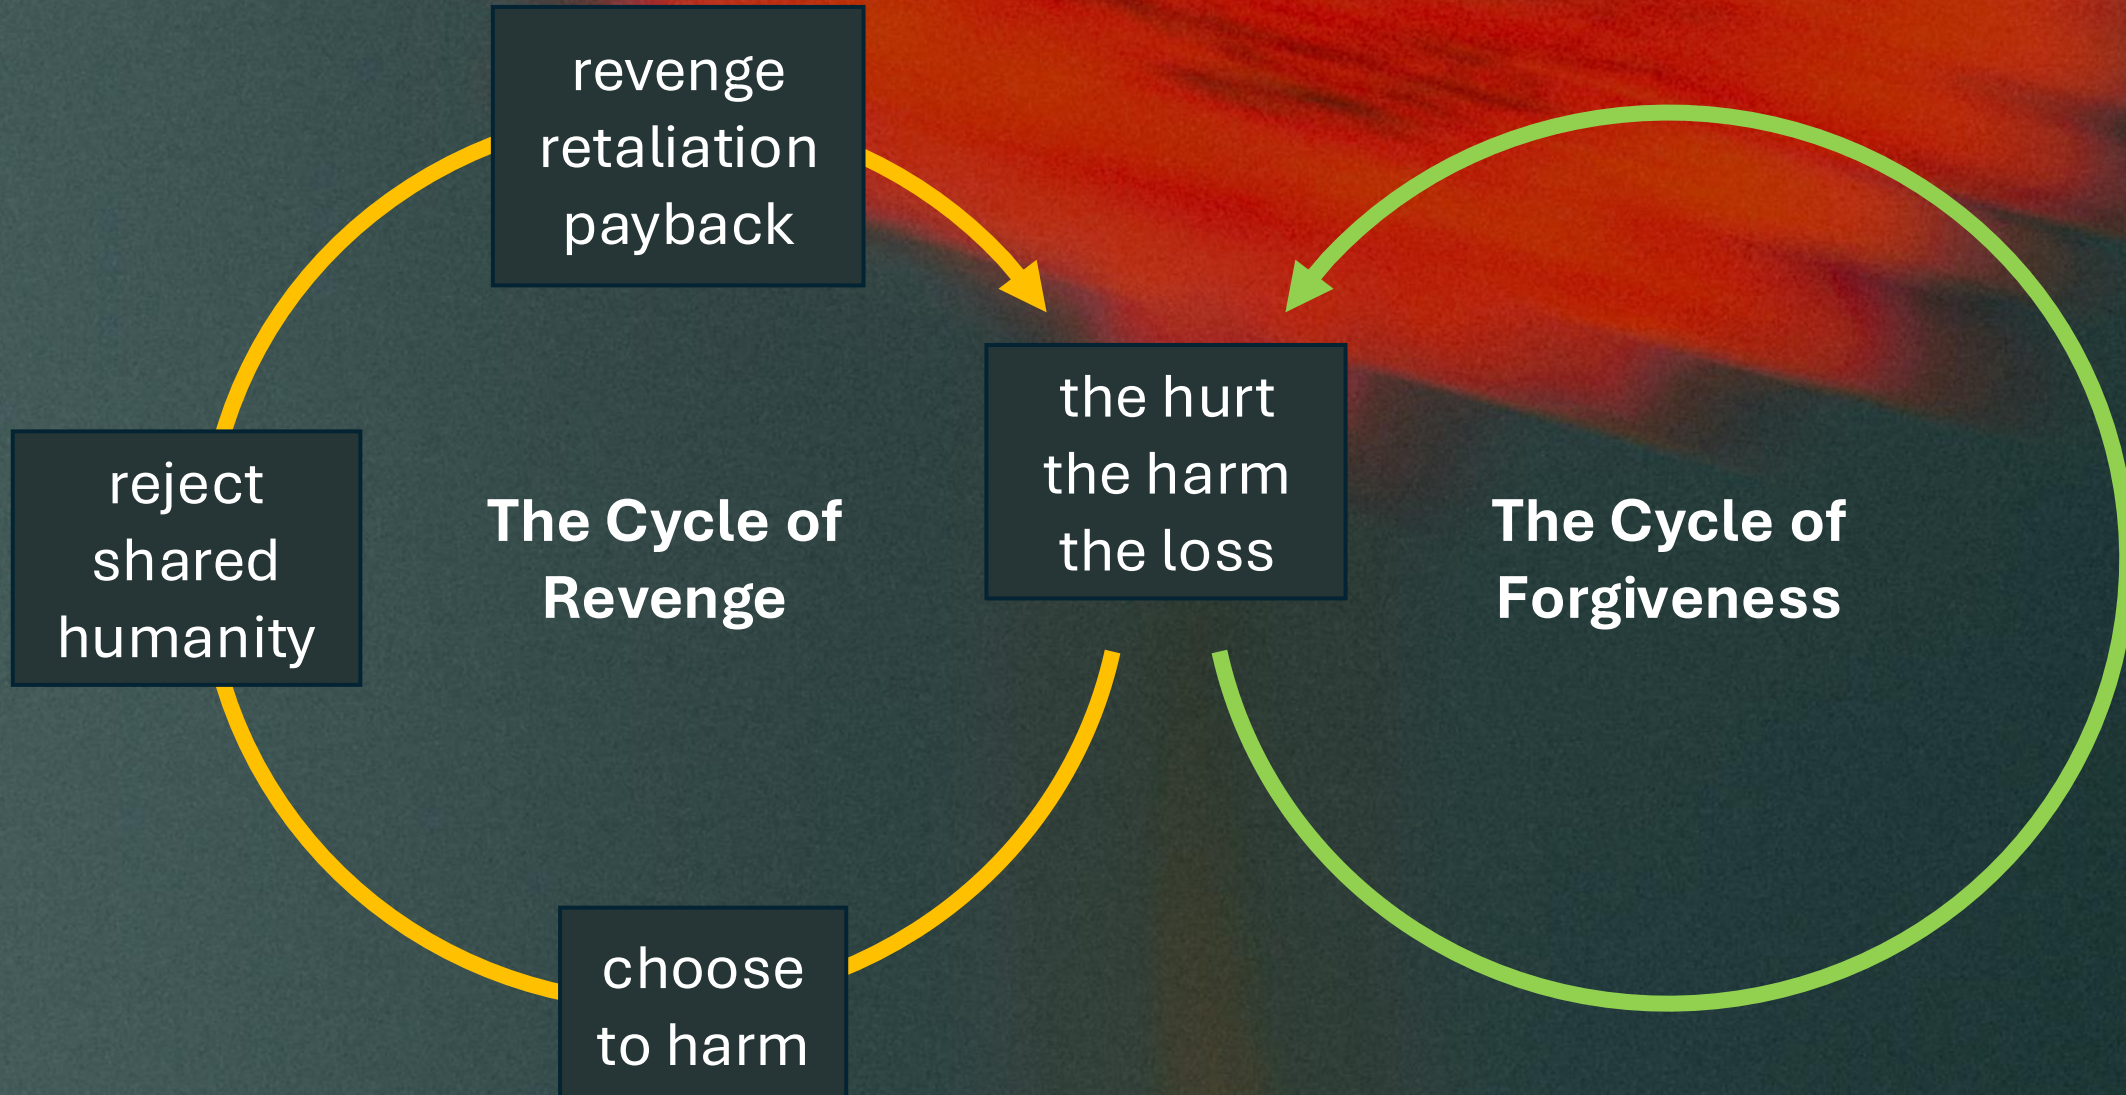 revenge
retaliation
payback
the hurt
the harm
the loss
reject
shared
humanity
The Cycle of
Revenge
The Cycle of
Forgiveness
choose
to harm